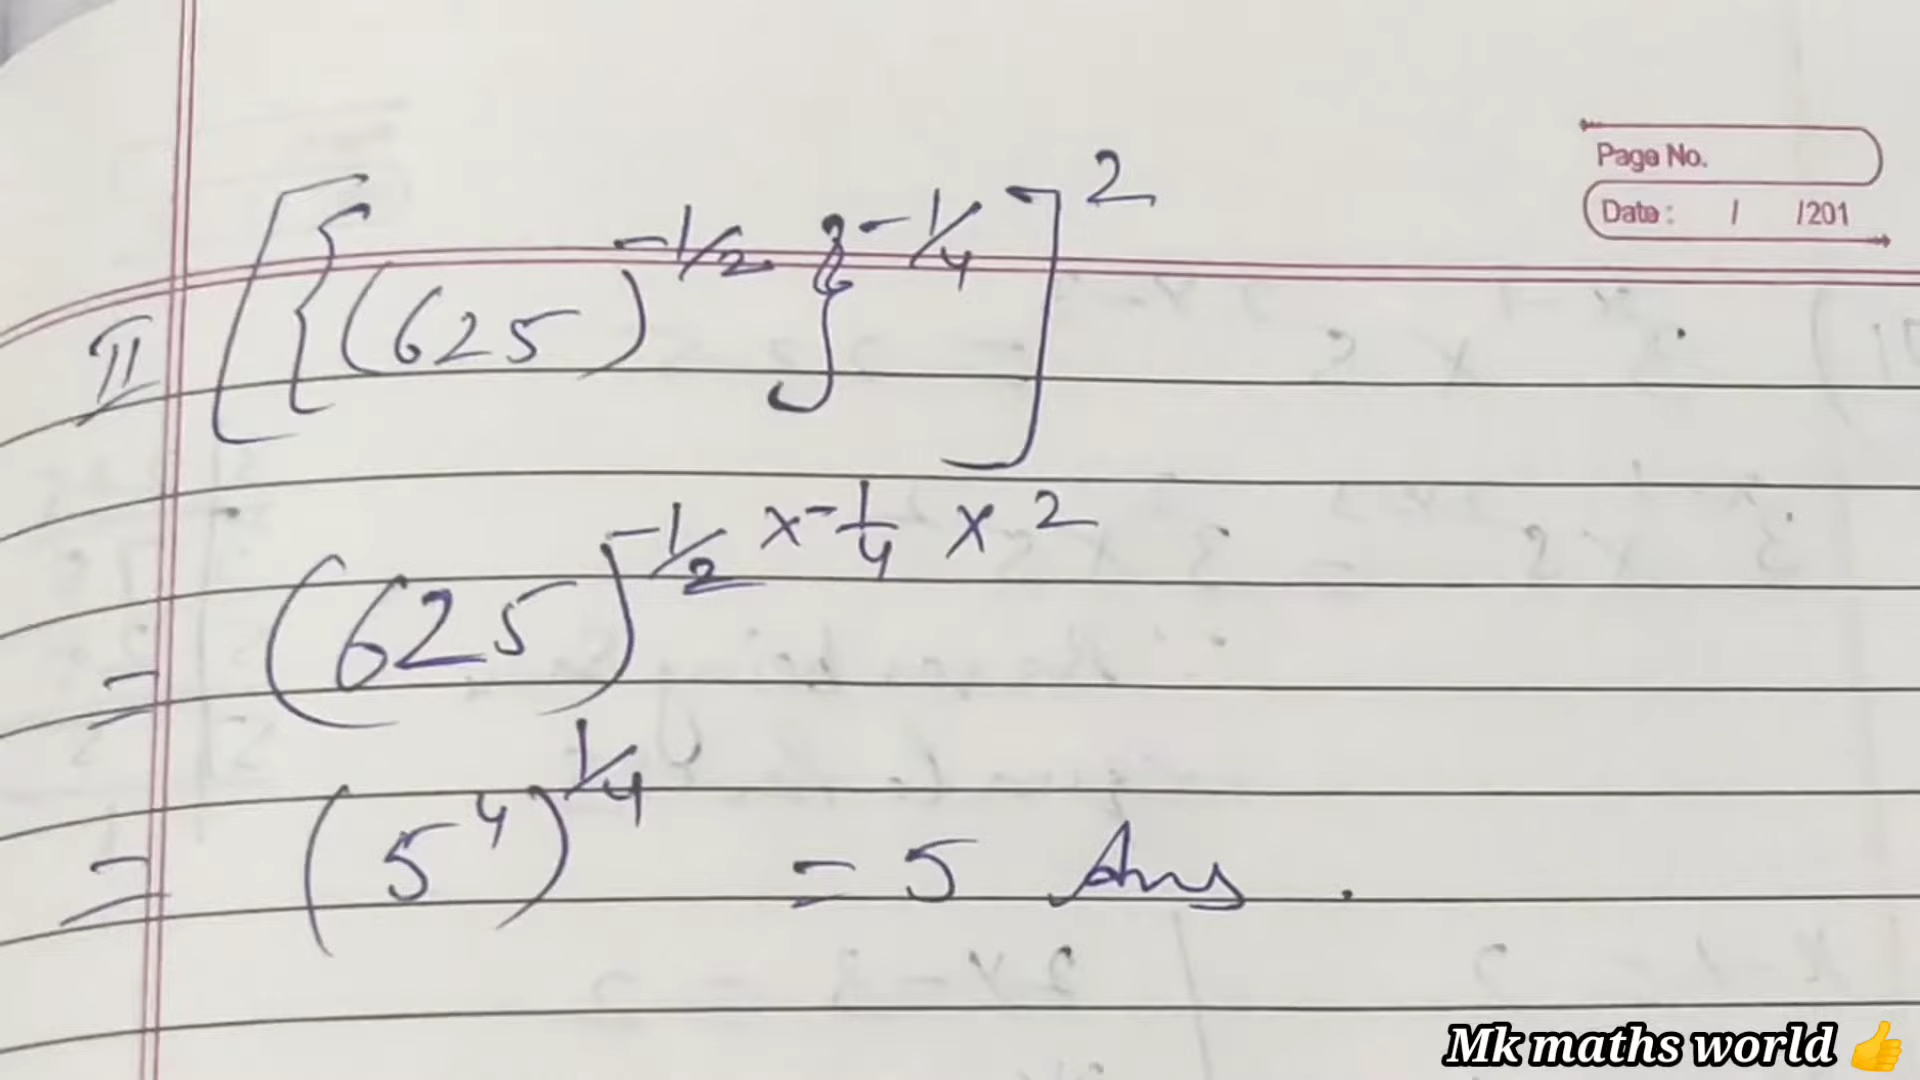 Page No.
Date : / /201
II [{(625)^-1/2}^-1/4]^2
= (625)^-1/2 x -1/4 x 2
= (5^4)^1/4 = 5 Ans .
Mk maths world 👍